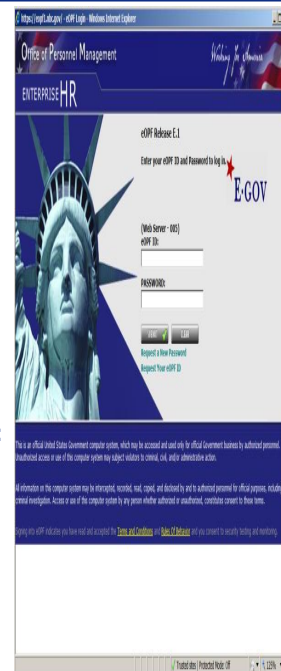 https://eopf1.abc.gov/ - eOPF Login - Windows Internet Explorer
Office of Personnel Management
Working for America
ENTERPRISE HR
eOPF Release E.1
Enter your eOPF ID and Password to log in.
E-GOV
(Web Server - 005)
eOPF ID:
PASSWORD:
SUBMIT
CLEAR
Request a New Password
Request Your eOPF ID
This is an official United States Government computer system, which may be accessed and used only for official Government business by authorized personnel.
Unauthorized access or use of this computer system may subject violators to criminal, civil, and/or administrative action.
All information on this computer system may be intercepted, recorded, read, copied, and disclosed by and to authorized personnel for official purposes, including
criminal investigation. Access or use of this computer system by any person whether authorized or unauthorized, constitutes consent to these terms.
Signing into eOPF indicates you have read and accepted the Terms and Conditions and Rules Of Behavior and you consent to security testing and monitoring.
Trusted sites | Protected Mode: Off
125%